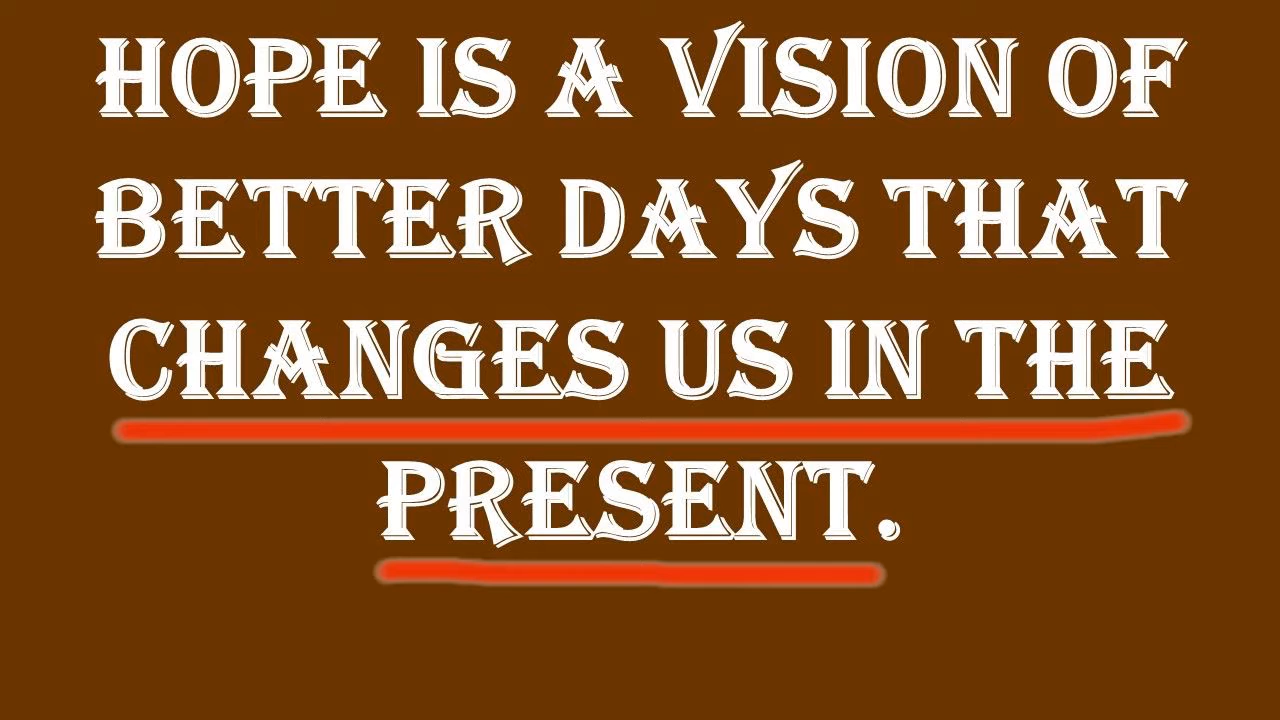 HOPE IS A VISION OF
BETTER DAYS THAT
CHANGES US IN THE
PRESENT.